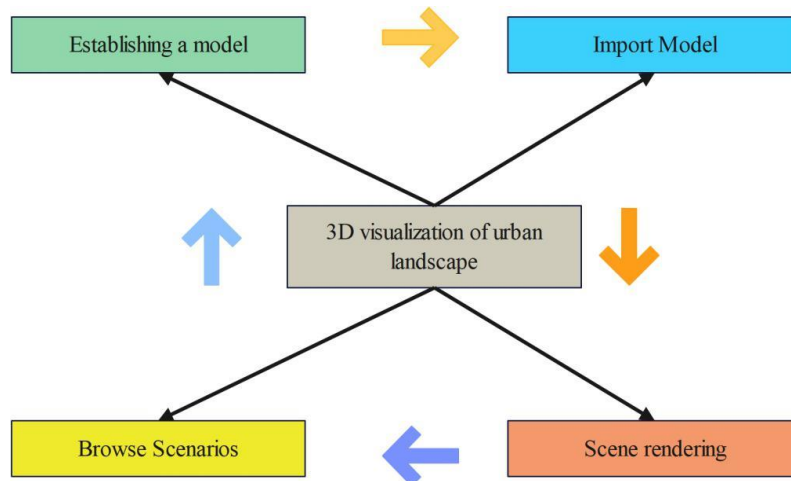 Establishing a model
Import Model
3D visualization of urban
landscape
Browse Scenarios
Scene rendering